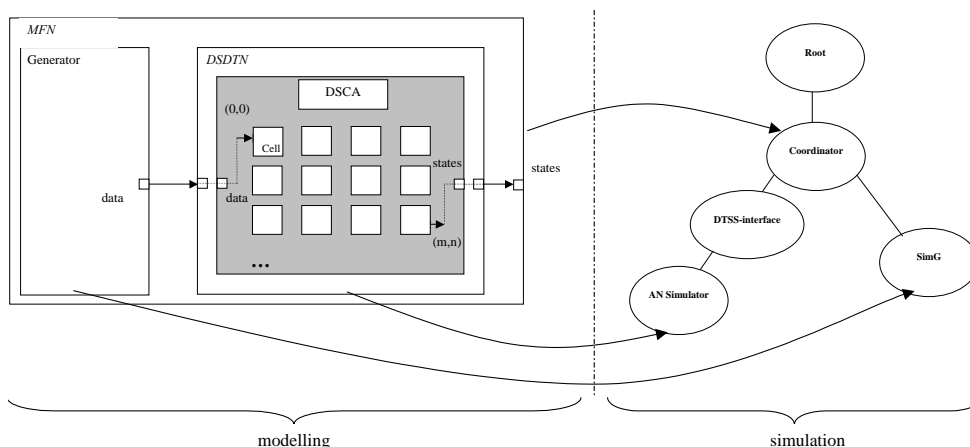 MFN
Generator
DSDTN
DSCA
(0,0)
Cell
states
data
data
(m,n)
...
states
Root
Coordinator
DTSS-interface
SimG
AN Simulator
modelling
simulation